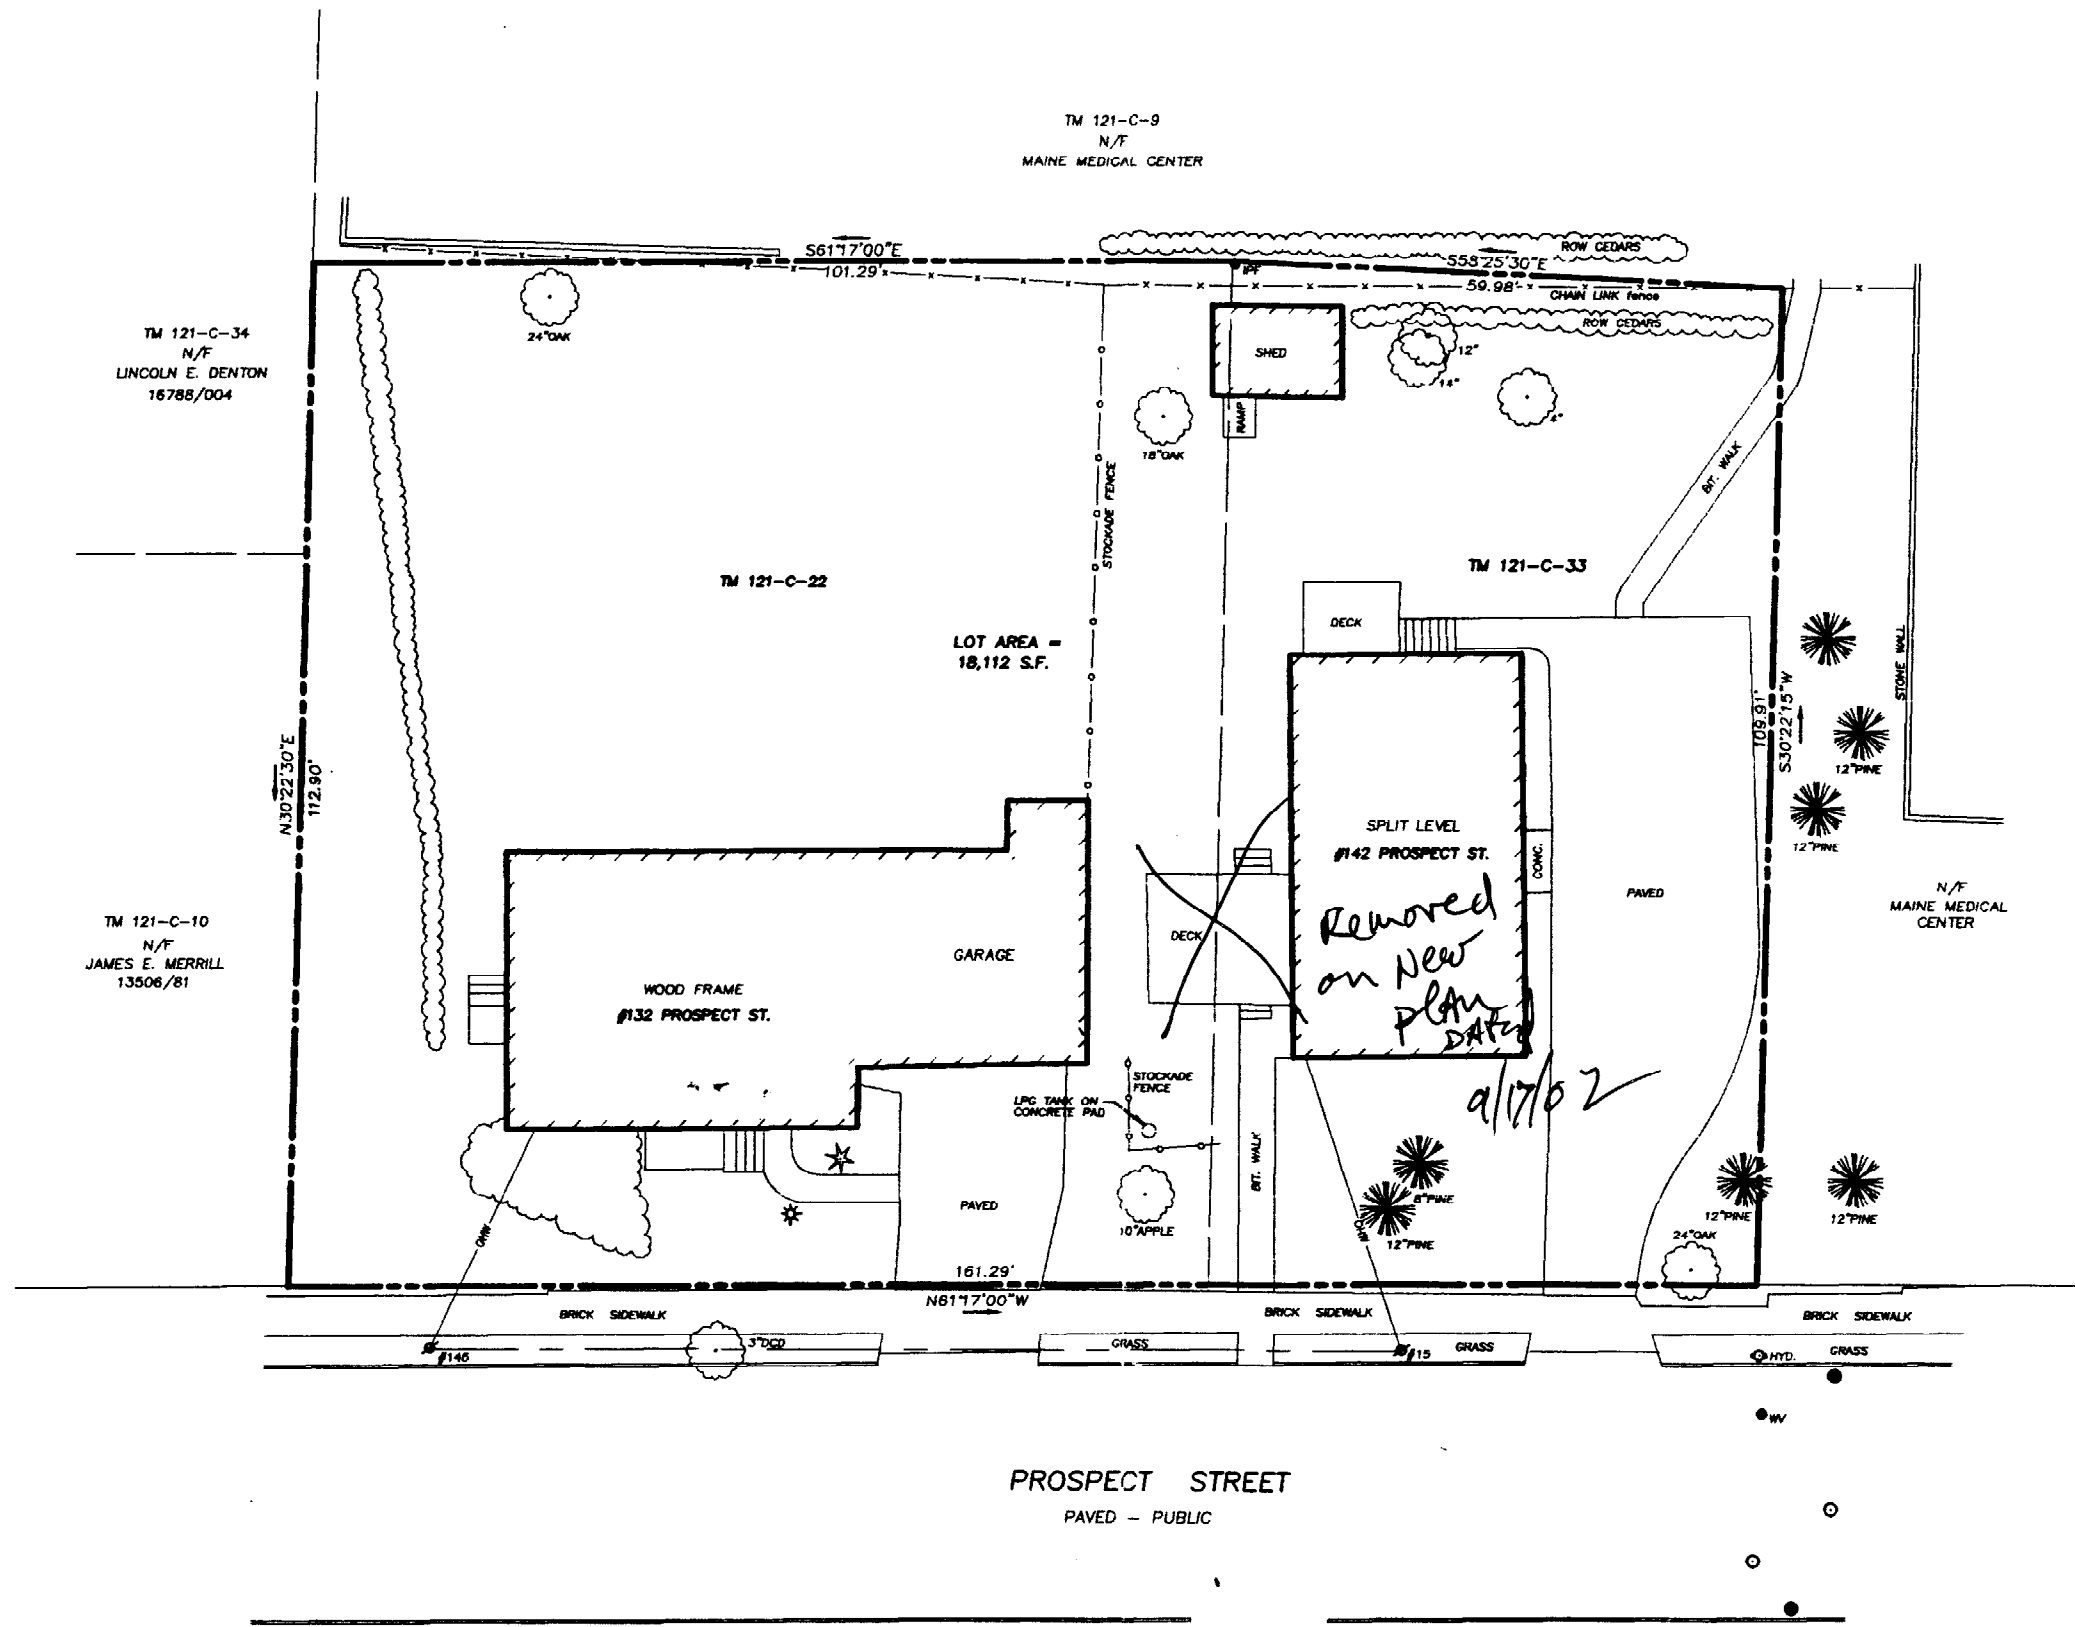 TM 121-C-9
N/F
MAINE MEDICAL CENTER
S61°17'00"E
101.29'
ROW CEDARS
S58°25'30"E
59.98'
IPF
CHAIN LINK fence
ROW CEDARS
TM 121-C-34
N/F
LINCOLN E. DENTON
16788/004
24"OAK
SHED
12"
14"
4"
RAMP
18"OAK
BIT. WALK
STOCKADE FENCE
TM 121-C-22
TM 121-C-33
LOT AREA =
18,112 S.F.
DECK
STONE WALL
109.91'
S30°22'15"W
N30°22'30"E
112.90'
12"PINE
12"PINE
SPLIT LEVEL
#142 PROSPECT ST.
CONC.
PAVED
Removed
on New
plan
Dated
9/17/02
N/F
MAINE MEDICAL
CENTER
TM 121-C-10
N/F
JAMES E. MERRILL
13506/81
DECK
GARAGE
WOOD FRAME
#132 PROSPECT ST.
STOCKADE
FENCE
LPG TANK ON
CONCRETE PAD
BIT. WALK
8"PINE
12"PINE
12"PINE
12"PINE
24"OAK
OHW
OHW
PAVED
10"APPLE
161.29'
N61°17'00"W
BRICK SIDEWALK
BRICK SIDEWALK
BRICK SIDEWALK
#146
3"DCD
GRASS
#15
GRASS
HYD.
GRASS
WV
PROSPECT STREET
PAVED - PUBLIC